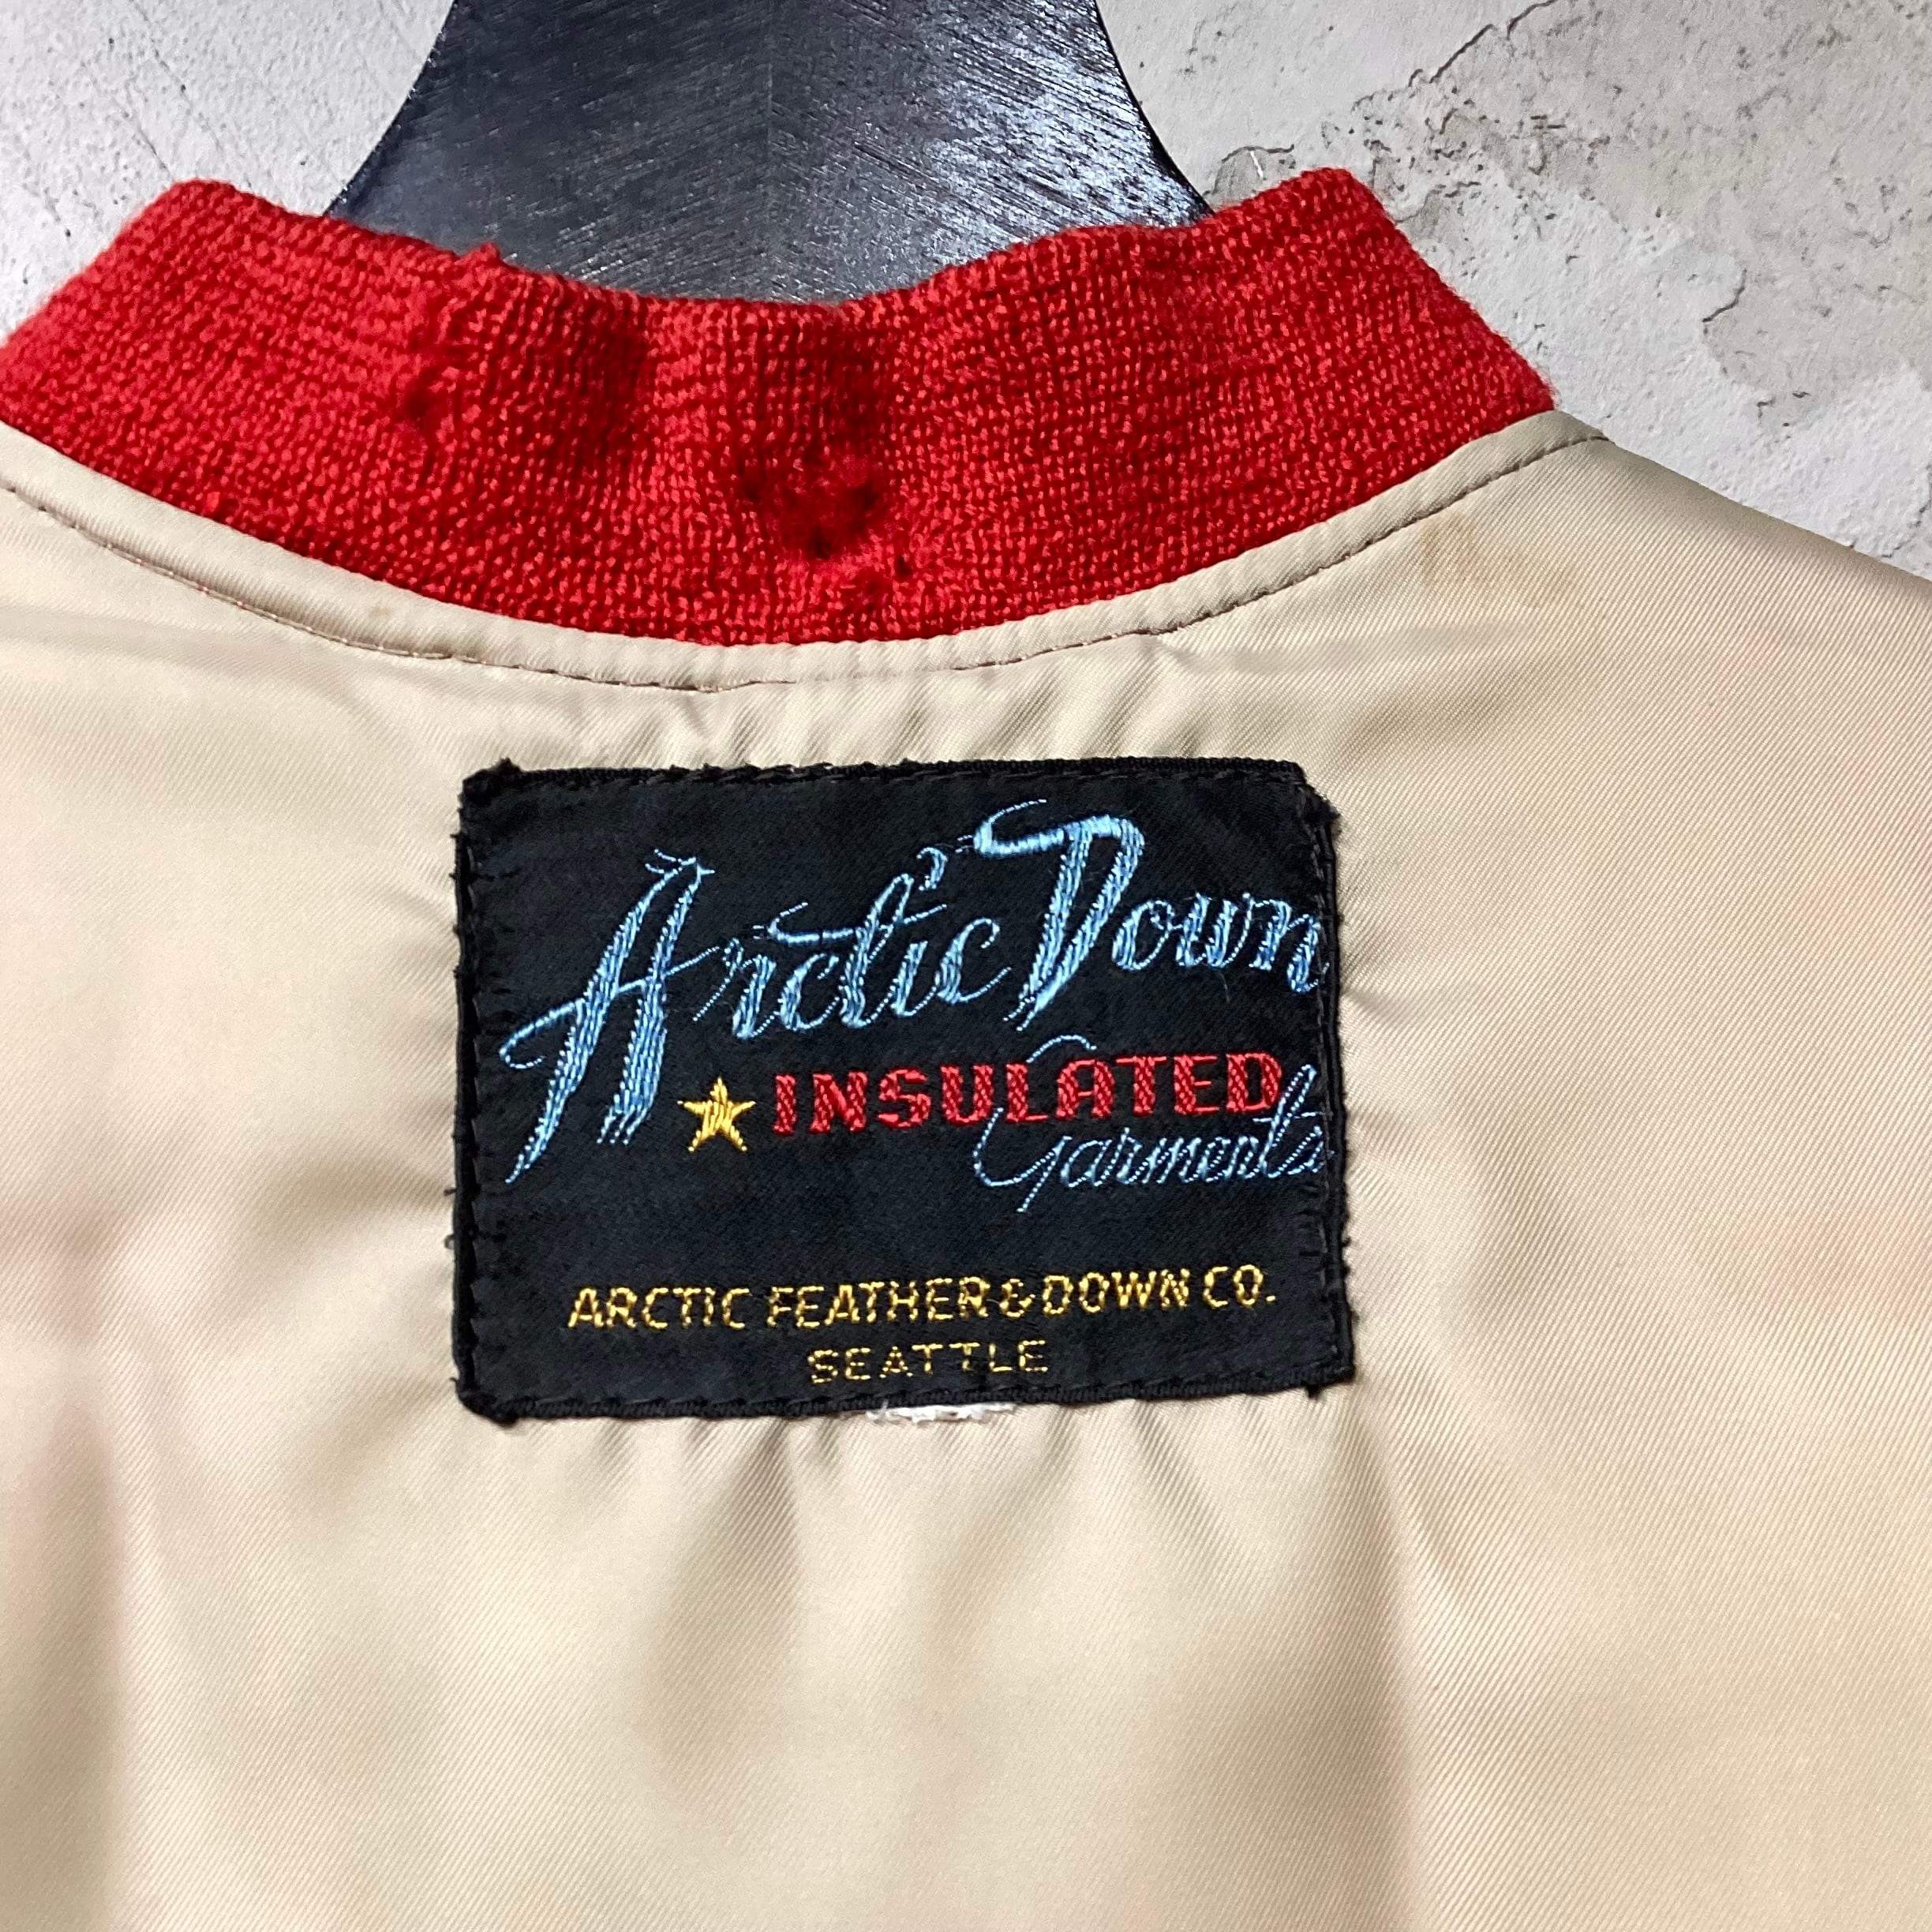 Arctic Down
INSULATED
Garments
ARCTIC FEATHER & DOWN CO.
SEATTLE